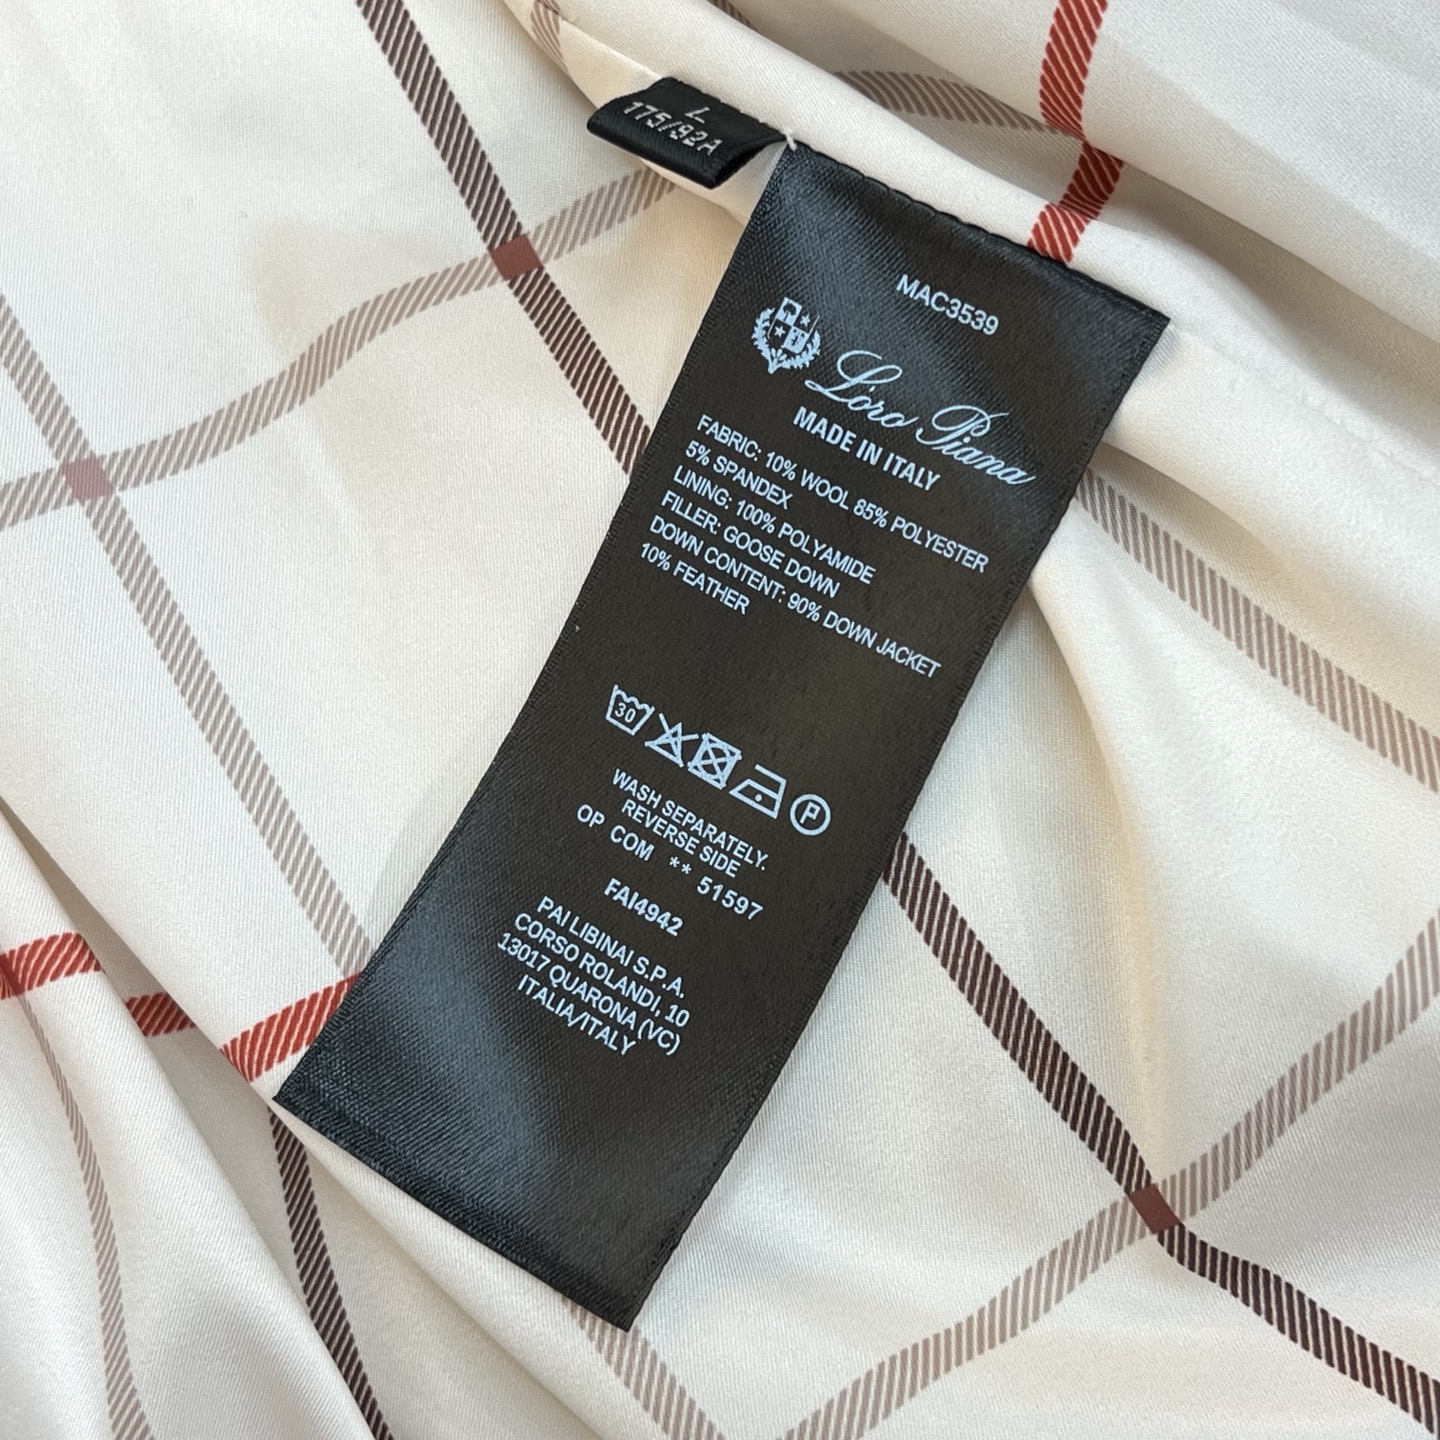 L
175/92A
MAC3539
Loro Piana
MADE IN ITALY
FABRIC: 10% WOOL 85% POLYESTER
5% SPANDEX
LINING: 100% POLYAMIDE
FILLER: GOOSE DOWN
DOWN CONTENT: 90% DOWN JACKET
10% FEATHER
30
P
WASH SEPARATELY.
REVERSE SIDE
OP COM ** 51597
FAI4942
PAI LIBINAI S.P.A.
CORSO ROLANDI, 10
13017 QUARONA (VC)
ITALIA/ITALY